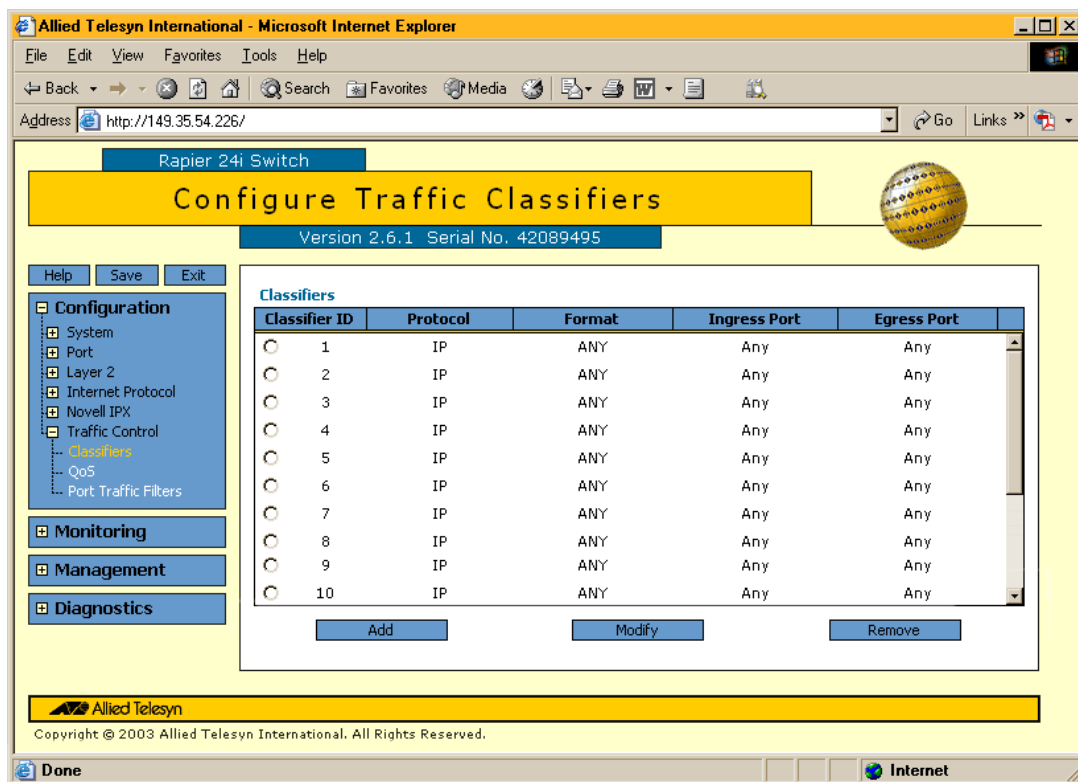 Allied Telesyn International - Microsoft Internet Explorer
File Edit View Favorites Tools Help
Back Search Favorites Media
Address http://149.35.54.226/ Go Links »
Rapier 24i Switch
Configure Traffic Classifiers
Version 2.6.1 Serial No. 42089495
Help Save Exit
Configuration
System
Port
Layer 2
Internet Protocol
Novell IPX
Traffic Control
Classifiers
QoS
Port Traffic Filters
Monitoring
Management
Diagnostics
Classifiers
Classifier ID Protocol Format Ingress Port Egress Port
1 IP ANY Any Any
2 IP ANY Any Any
3 IP ANY Any Any
4 IP ANY Any Any
5 IP ANY Any Any
6 IP ANY Any Any
7 IP ANY Any Any
8 IP ANY Any Any
9 IP ANY Any Any
10 IP ANY Any Any
Add Modify Remove
Allied Telesyn
Copyright © 2003 Allied Telesyn International. All Rights Reserved.
Done Internet